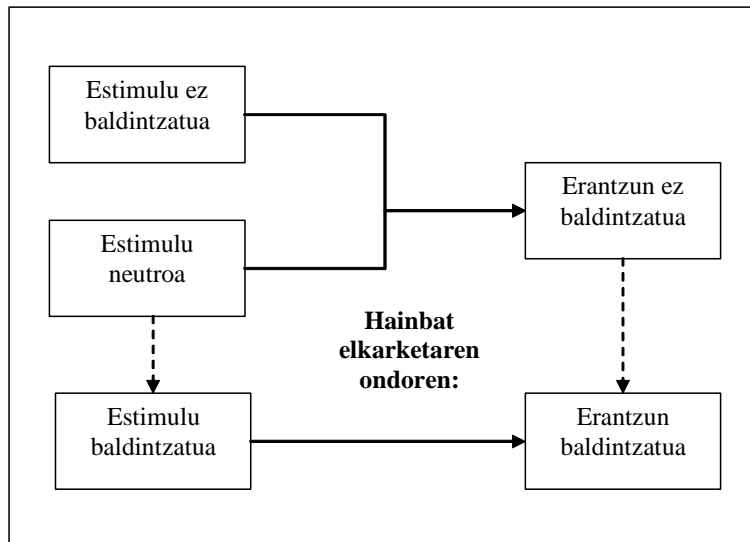 Estimulu ez
baldintzatua
Erantzun ez
baldintzatua
Estimulu
neutroa
Hainbat
elkarketaren
ondoren:
Estimulu
baldintzatua
Erantzun
baldintzatua